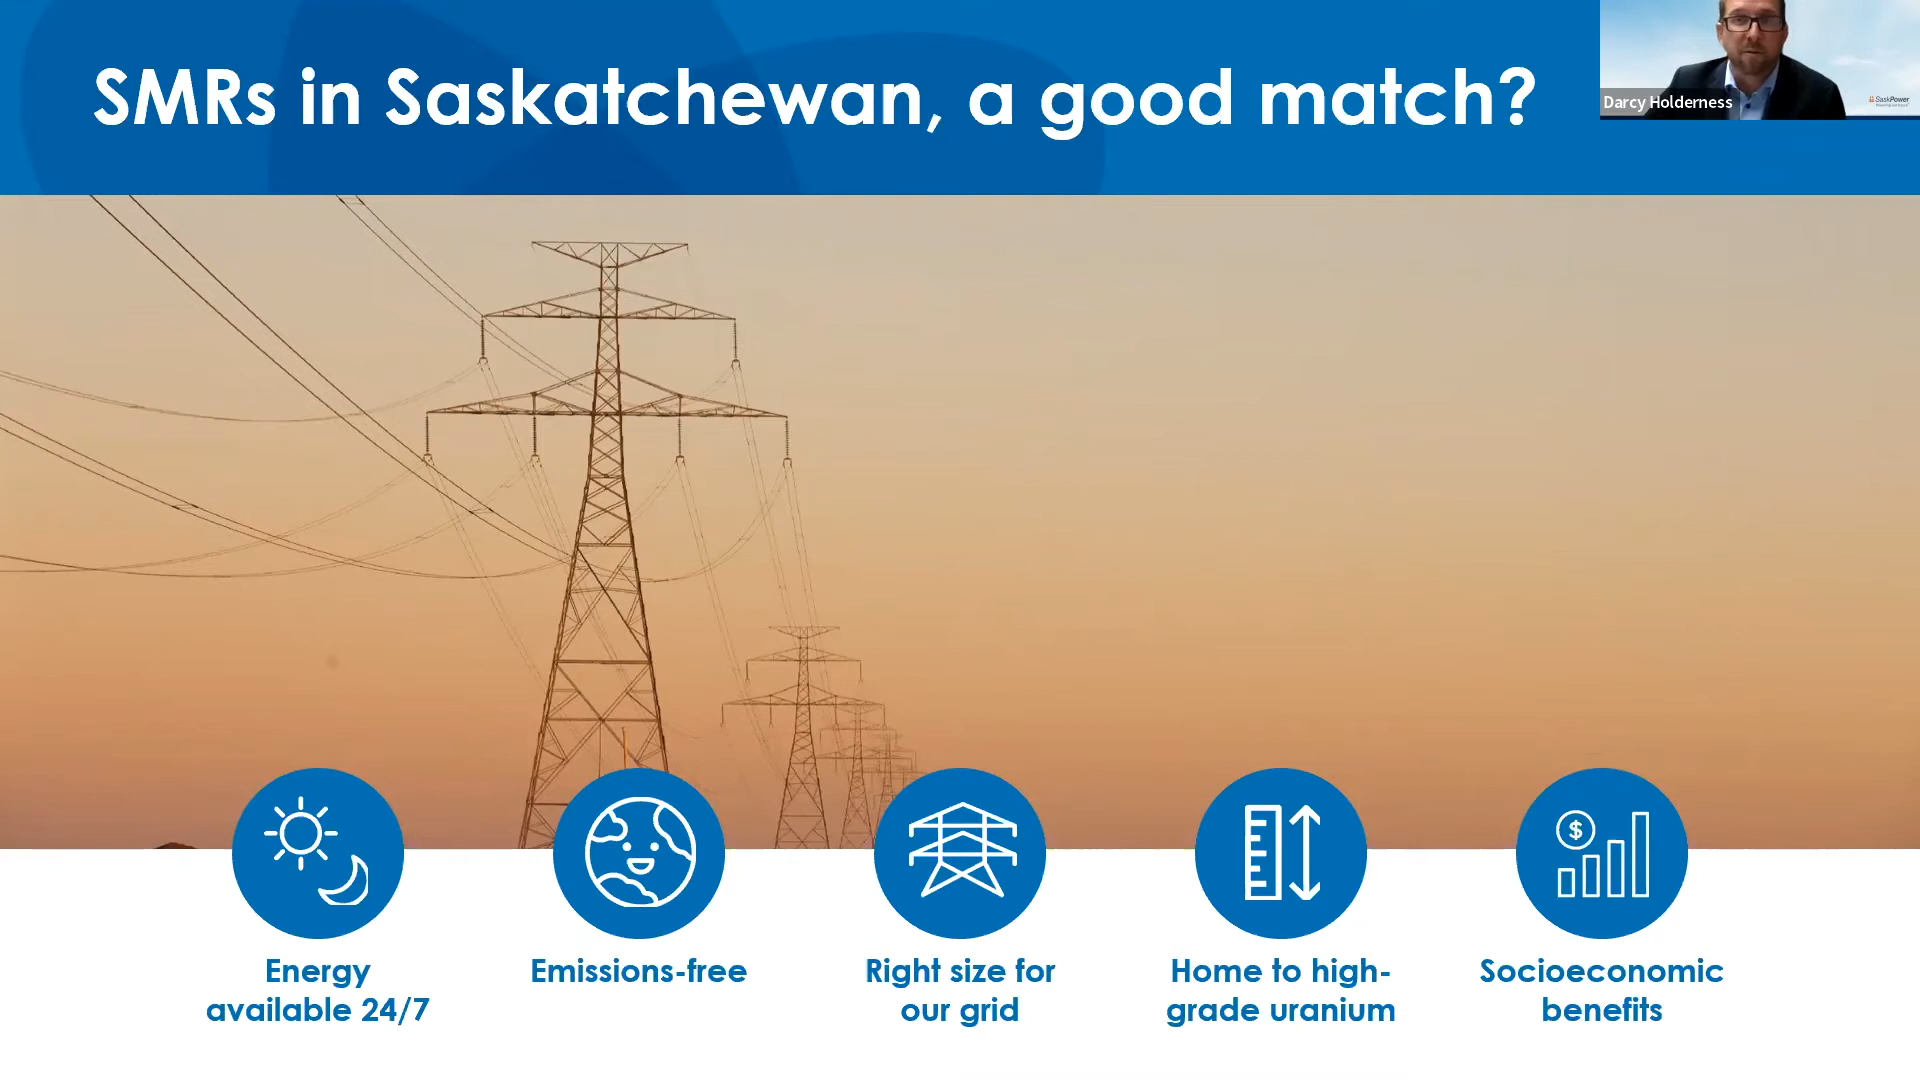 SMRs in Saskatchewan, a good match?
Darcy Holderness
SaskPower
$
Energy
available 24/7
Emissions-free
Right size for
our grid
Home to high-
grade uranium
Socioeconomic
benefits